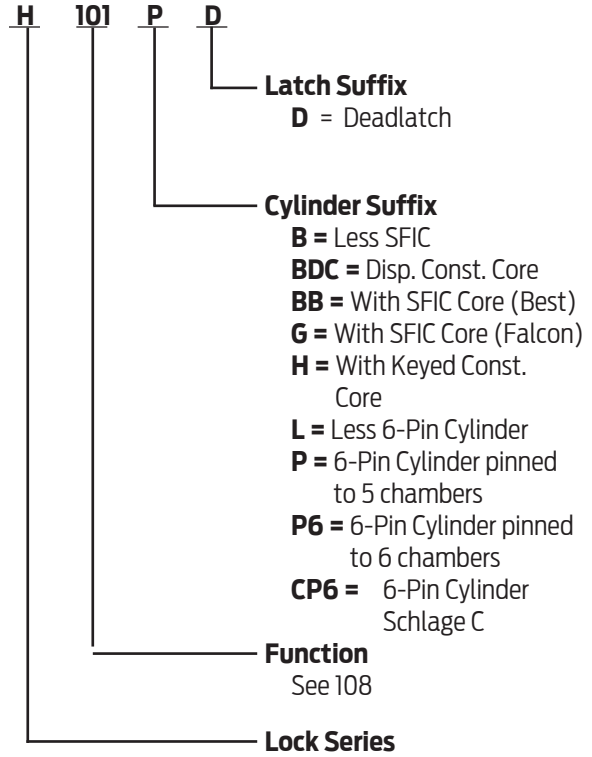 H 101 P D
Latch Suffix
D = Deadlatch
Cylinder Suffix
B = Less SFIC
BDC = Disp. Const. Core
BB = With SFIC Core (Best)
G = With SFIC Core (Falcon)
H = With Keyed Const.
Core
L = Less 6-Pin Cylinder
P = 6-Pin Cylinder pinned
to 5 chambers
P6 = 6-Pin Cylinder pinned
to 6 chambers
CP6 = 6-Pin Cylinder
Schlage C
Function
See 108
Lock Series